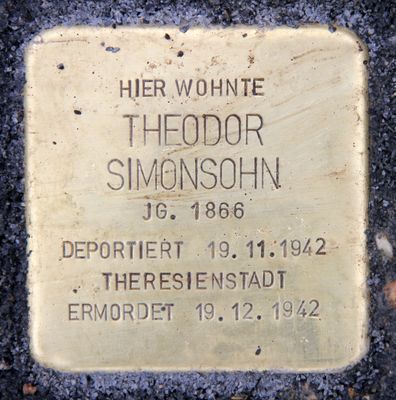 HIER WOHNTE
THEODOR
SIMONSOHN
JG. 1866
DEPORTIERT 19.11.1942
THERESIENSTADT
ERMORDET 19.12.1942